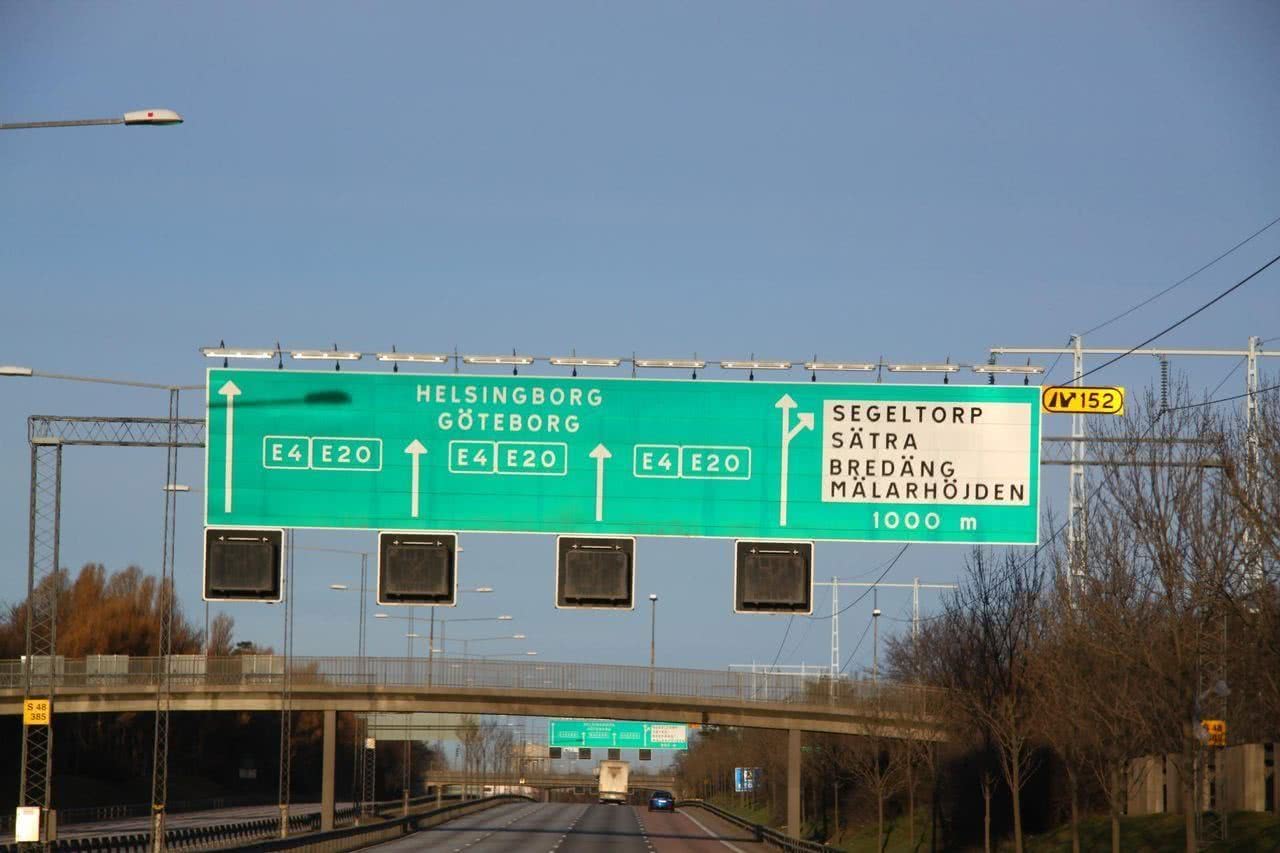 HELSINGBORG
GÖTEBORG
E4 E20
E4 E20
E4 E20
SEGELTORP
SÄTRA
BREDÄNG
MÄLARHÖJDEN
1000 m
152
S 48
385